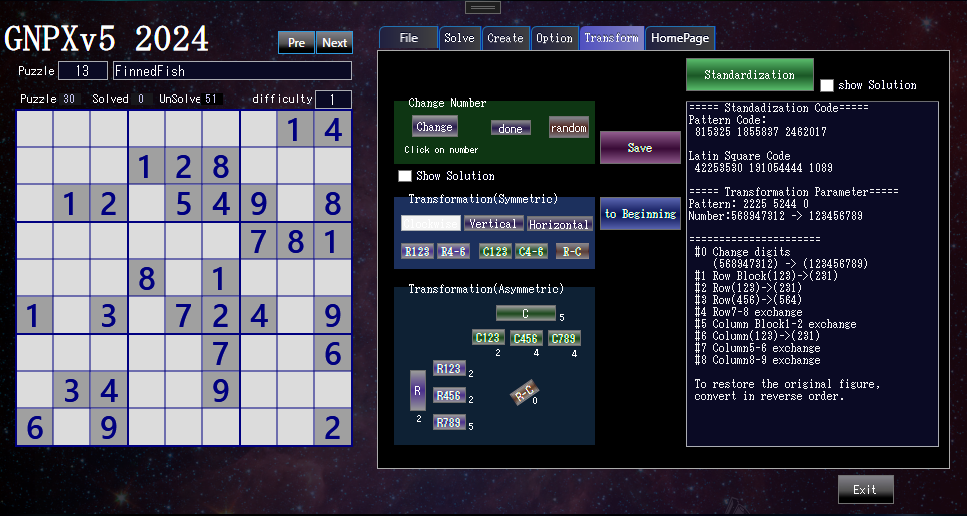 GNPXv5 2024
Pre Next
Puzzle 13 FinnedFish
Puzzle 30 Solved 0 UnSolve 51 difficulty 1
1 4
1 2 8
1 2 5 4 9 8
7 8 1
8 1
1 3 7 2 4 9
7 6
3 4 9
6 9 2
File Solve Create Option Transform HomePage
Change Number
Change done random
Click on number
Show Solution
Save
to Beginning
Transformation(Symmetric)
Vertical Horizontal
R123 R4-6 C123 C4-6 R-C
Transformation(Asymmetric)
C 5
C123 C456 C789
2 4 4
R123 2
R R456 2 R-C 0
2 R789 5
Standardization
show Solution
===== Standadization Code=====
Pattern Code:
815325 1855837 2462017
Latin Square Code
42253530 191054444 1089
===== Transformation Parameter=====
Pattern: 2225 5244 0
Number:568947312 -> 123456789
======================
#0 Change digits
(568947312) -> (123456789)
#1 Row Block(123)->(231)
#2 Row(123)->(231)
#3 Row(456)->(564)
#4 Row7-8 exchange
#5 Column Block1-2 exchange
#6 Column(123)->(231)
#7 Column5-6 exchange
#8 Column8-9 exchange
To restore the original figure,
convert in reverse order.
Exit